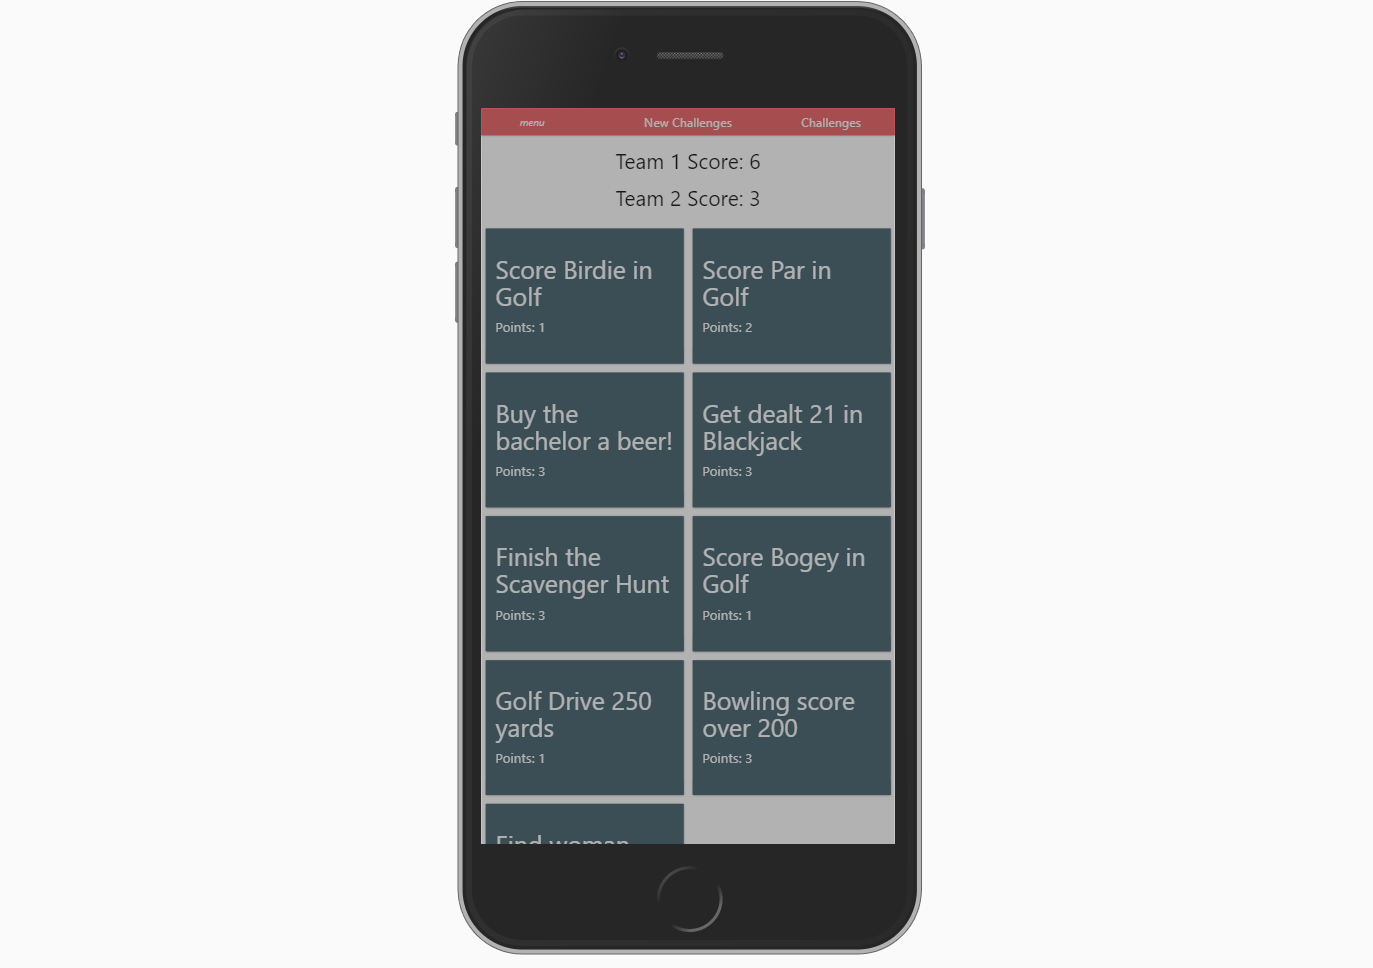 menu New Challenges Challenges
Team 1 Score: 6
Team 2 Score: 3
Score Birdie in
Golf
Points: 1
Score Par in
Golf
Points: 2
Buy the
bachelor a beer!
Points: 3
Get dealt 21 in
Blackjack
Points: 3
Finish the
Scavenger Hunt
Points: 3
Score Bogey in
Golf
Points: 1
Golf Drive 250
yards
Points: 1
Bowling score
over 200
Points: 3
Find woman